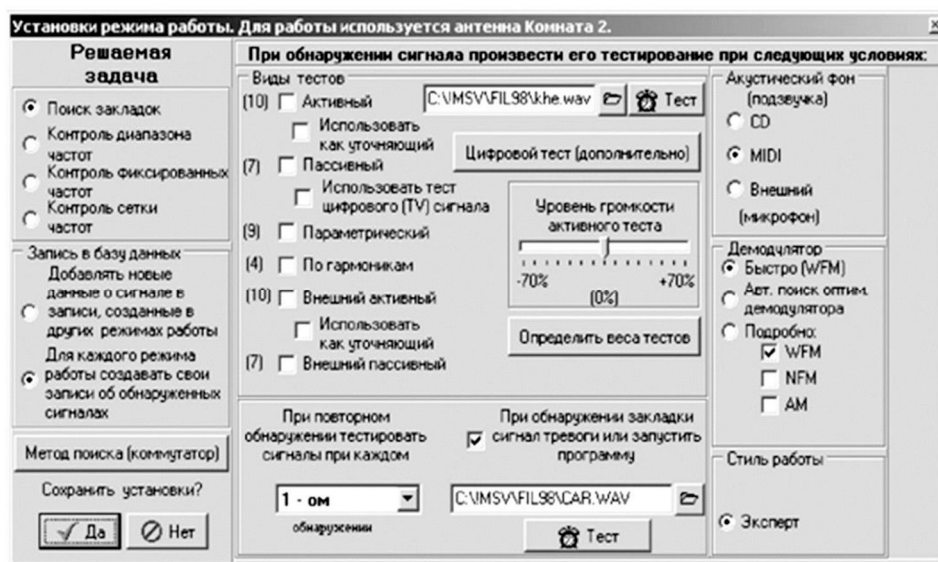 Установки режима работы. Для работы используется антенна Комната 2.
Решаемая
задача
Поиск закладок
Контроль диапазона
частот
Контроль фиксированных
частот
Контроль сетки
частот
Запись в базу данных
Добавлять новые
данные о сигнале в
записи, созданные в
других режимах работы
Для каждого режима
работы создавать свои
записи об обнаруженных
сигналах
Метод поиска (коммутатор)
Сохранить установки?
Да
Нет
При обнаружении сигнала произвести его тестирование при следующих условиях:
Виды тестов
(10) Активный
C:\MSV\FIL98\khe.wav
Тест
Использовать
как уточняющий
Цифровой тест (дополнительно)
(7) Пассивный
Использовать тест
цифрового (TV) сигнала
(9) Параметрический
(4) По гармоникам
(10) Внешний активный
Использовать
как уточняющий
(7) Внешний пассивный
Уровень громкости
активного теста
-70% +70%
(0%)
Определить веса тестов
При повторном
обнаружении тестировать
сигналы при каждом
1 - ом
обнаружении
При обнаружении закладки
сигнал тревоги или запустить
программу
C:\MSV\FIL98\CAR.WAV
Тест
Акустический фон
(подзвучка)
CD
MIDI
Внешний
(микрофон)
Демодулятор
Быстро (WFM)
Авт. поиск оптим.
демодулятора
Подробно:
WFM
NFM
AM
Стиль работы
Эксперт